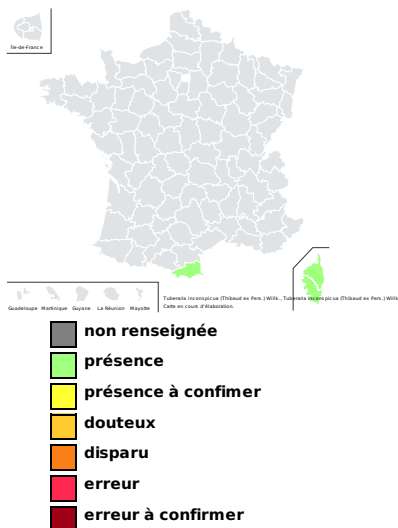 Île-de-France
Guadeloupe Martinique Guyane La Réunion Mayotte
Tuberaria inconspicua (Thibaud ex Pers.) Willk., Tuberaria inconspicua (Thibaud ex Pers.) Willk
Carte en cours d'élaboration.
non renseignée
présence
présence à confimer
douteux
disparu
erreur
erreur à confirmer